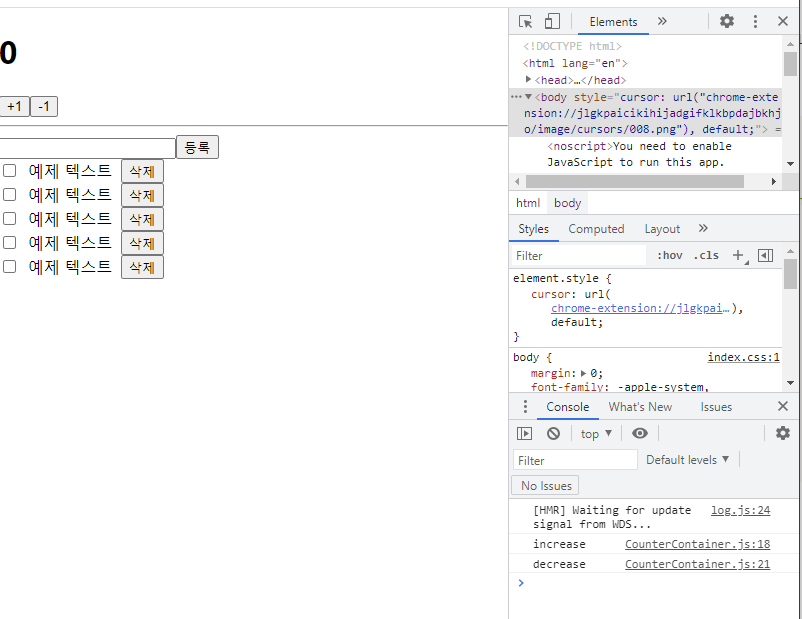 0
+1 -1
등록
예제 텍스트 삭제
예제 텍스트 삭제
예제 텍스트 삭제
예제 텍스트 삭제
예제 텍스트 삭제
Elements
<!DOCTYPE html>
<html lang="en">
<head>…</head>
<body style="cursor: url("chrome-exte
nsion://jlgkpaicikihijadgifklkbpdajbkhj
o/image/cursors/008.png"), default;"> =
<noscript>You need to enable
JavaScript to run this app.
html body
Styles Computed Layout
Filter :hov .cls +
element.style {
cursor: url(
chrome-extension://jlgkpai…),
default;
}
body { index.css:1
margin: 0;
font-family: -apple-system,
Console What's New Issues
top
Filter Default levels
No Issues
[HMR] Waiting for update log.js:24
signal from WDS...
increase CounterContainer.js:18
decrease CounterContainer.js:21